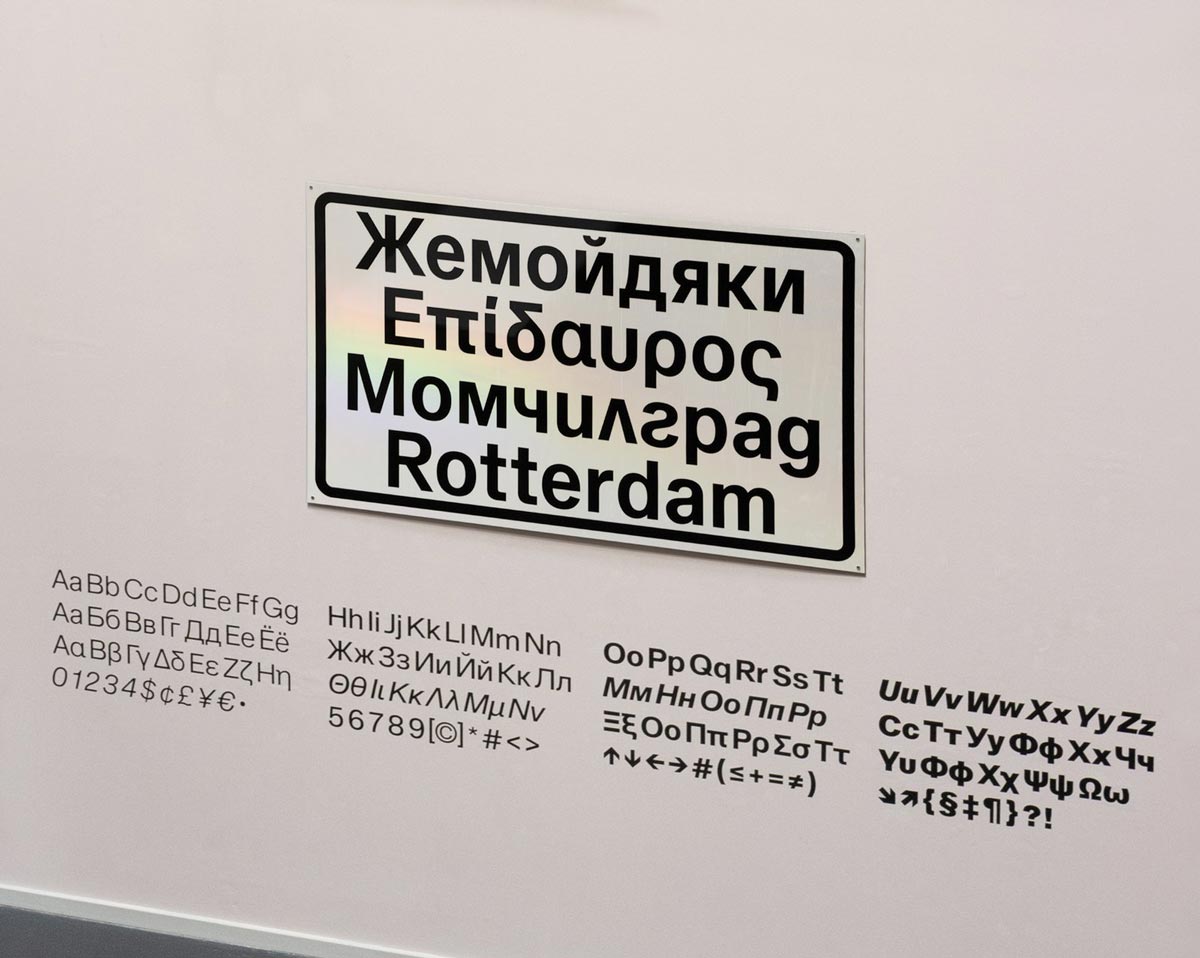 Жемойдяки
Επίδαυρος
Момчилград
Rotterdam
Aa Bb Cc Dd Ee Ff Gg
Аа Бб Вв Гг Дд Ее Ёё
Αα Ββ Γγ Δδ Εε Ζζ Ηη
01234$¢£¥€•
Hh Ii Jj Kk Ll Mm Nn
Жж Зз Ии Йй Кк Лл
Θθ Ιι Κκ Λλ Μμ Νν
56789[©]*#<>
Oo Pp Qq Rr Ss Tt
Мм Нн Оо Пп Рр
Ξξ Οο Ππ Ρρ Σσ Ττ
↑↓←→#(≤+=≠)
Uu Vv Ww Xx Yy Zz
Сс Тт Уу Фф Хх Чч
Υυ Φφ Χχ Ψψ Ωω
↘↗{§‡¶}?!